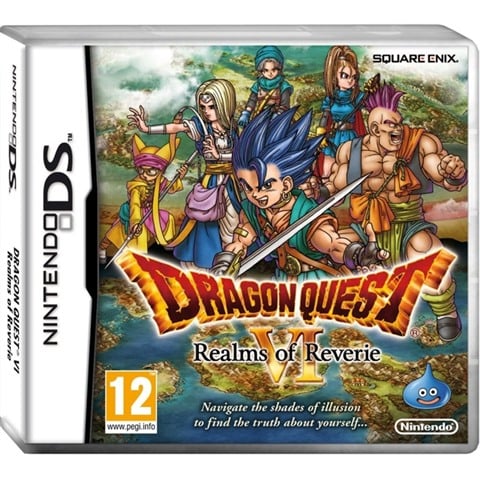 NINTENDO DS
DRAGON QUEST VI
Realms of Reverie
NINTENDO DS™
SQUARE ENIX.
DRAGON QUEST®
VI
Realms of Reverie
12
www.pegi.info
Navigate the shades of illusion
to find the truth about yourself...
Nintendo®